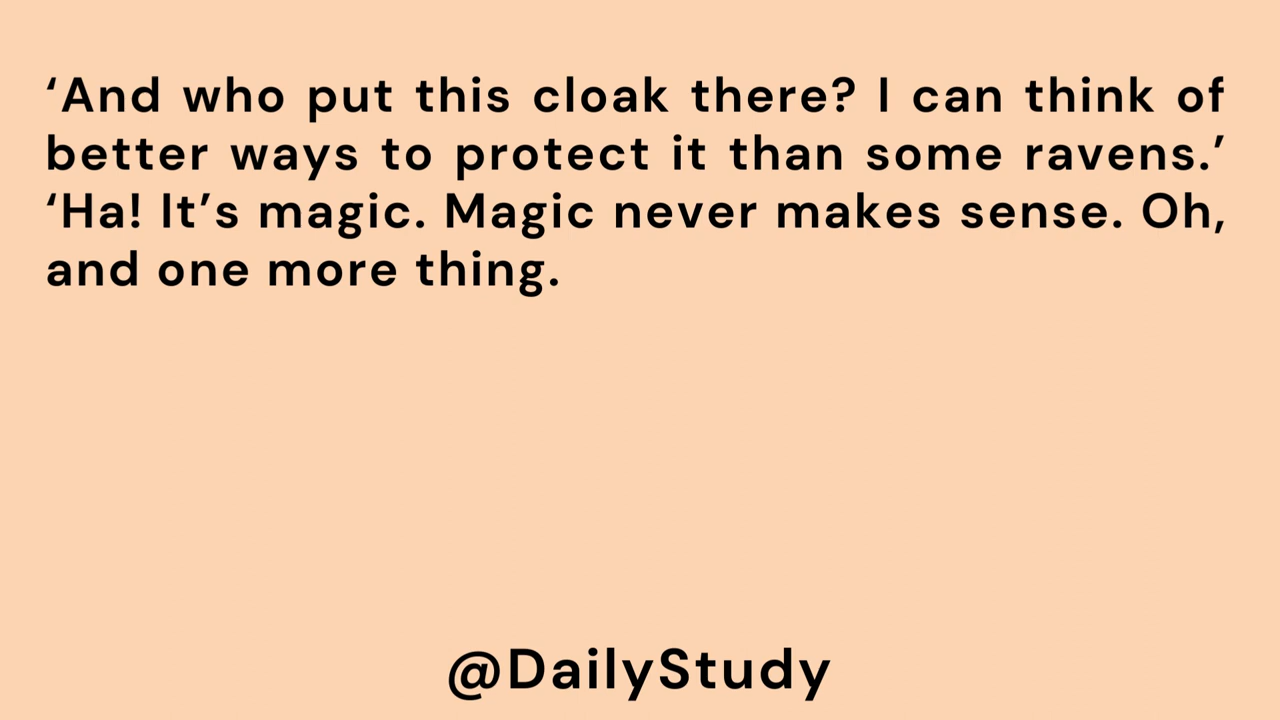 ‘And who put this cloak there? I can think of
better ways to protect it than some ravens.’
‘Ha! It’s magic. Magic never makes sense. Oh,
and one more thing.
@DailyStudy